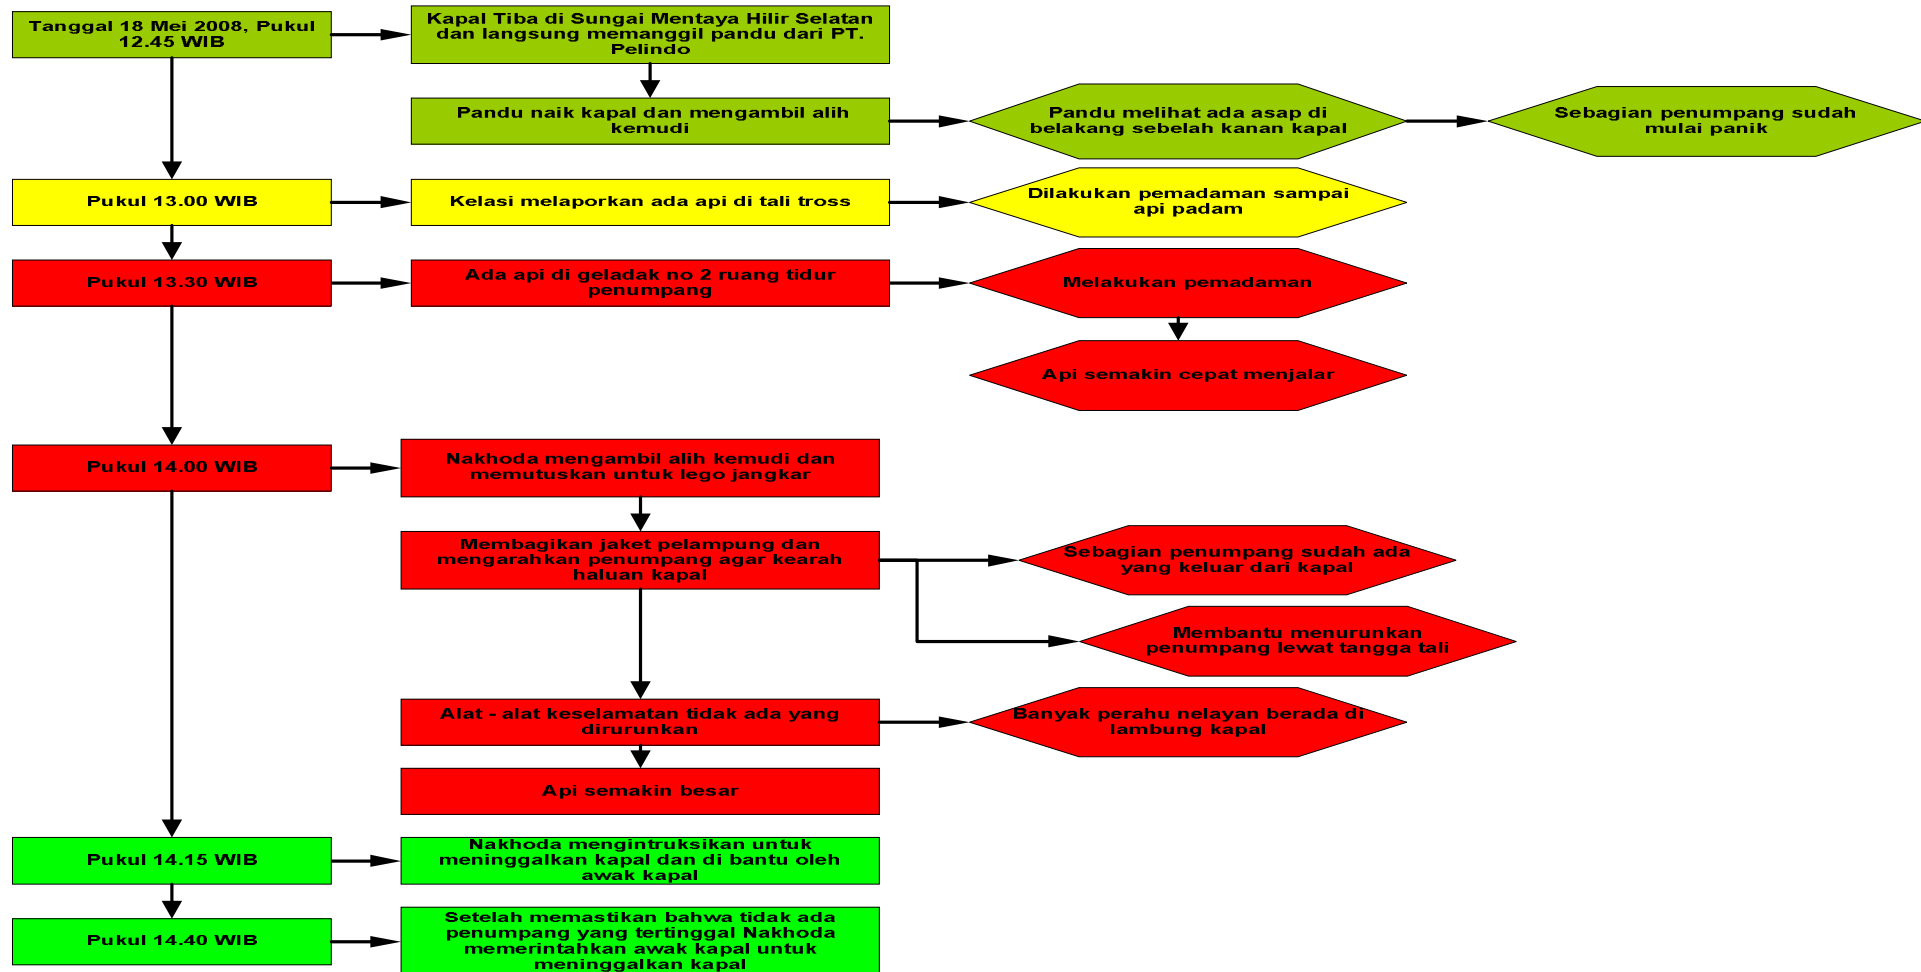 Tanggal 18 Mei 2008, Pukul
12.45 WIB
Kapal Tiba di Sungai Mentaya Hilir Selatan
dan langsung memanggil pandu dari PT.
Pelindo
Pandu naik kapal dan mengambil alih
kemudi
Pandu melihat ada asap di
belakang sebelah kanan kapal
Sebagian penumpang sudah
mulai panik
Pukul 13.00 WIB
Kelasi melaporkan ada api di tali tross
Dilakukan pemadaman sampai
api padam
Pukul 13.30 WIB
Ada api di geladak no 2 ruang tidur
penumpang
Melakukan pemadaman
Api semakin cepat menjalar
Pukul 14.00 WIB
Nakhoda mengambil alih kemudi dan
memutuskan untuk lego jangkar
Membagikan jaket pelampung dan
mengarahkan penumpang agar kearah
haluan kapal
Sebagian penumpang sudah ada
yang keluar dari kapal
Membantu menurunkan
penumpang lewat tangga tali
Alat - alat keselamatan tidak ada yang
dirurunkan
Banyak perahu nelayan berada di
lambung kapal
Api semakin besar
Pukul 14.15 WIB
Nakhoda mengintruksikan untuk
meninggalkan kapal dan di bantu oleh
awak kapal
Pukul 14.40 WIB
Setelah memastikan bahwa tidak ada
penumpang yang tertinggal Nakhoda
memerintahkan awak kapal untuk
meninggalkan kapal